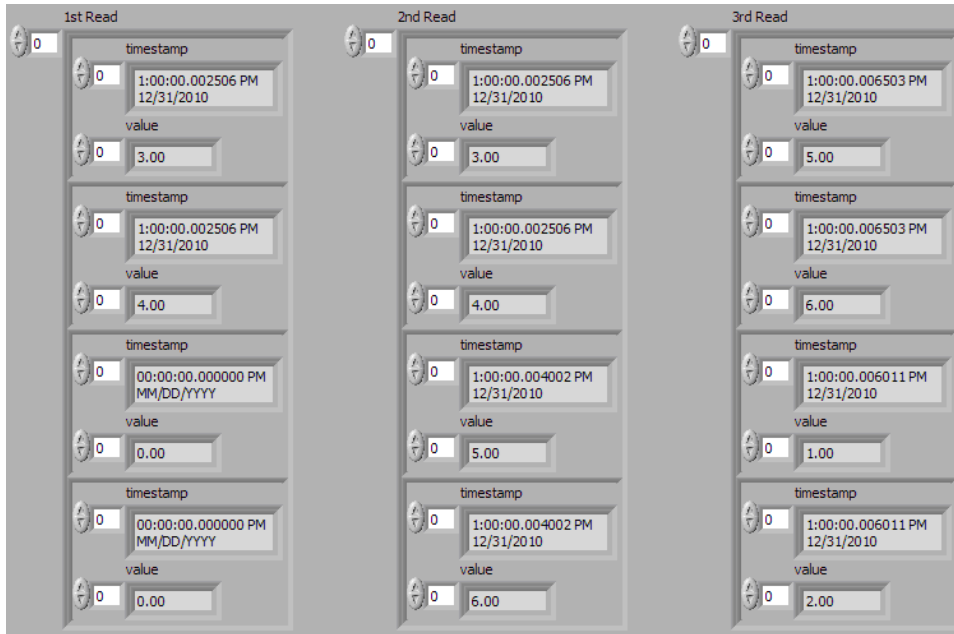 1st Read
0
timestamp
0
1:00:00.002506 PM
12/31/2010
value
0
3.00
timestamp
0
1:00:00.002506 PM
12/31/2010
value
0
4.00
timestamp
0
00:00:00.000000 PM
MM/DD/YYYY
value
0
0.00
timestamp
0
00:00:00.000000 PM
MM/DD/YYYY
value
0
0.00
2nd Read
0
timestamp
0
1:00:00.002506 PM
12/31/2010
value
0
3.00
timestamp
0
1:00:00.002506 PM
12/31/2010
value
0
4.00
timestamp
0
1:00:00.004002 PM
12/31/2010
value
0
5.00
timestamp
0
1:00:00.004002 PM
12/31/2010
value
0
6.00
3rd Read
0
timestamp
0
1:00:00.006503 PM
12/31/2010
value
0
5.00
timestamp
0
1:00:00.006503 PM
12/31/2010
value
0
6.00
timestamp
0
1:00:00.006011 PM
12/31/2010
value
0
1.00
timestamp
0
1:00:00.006011 PM
12/31/2010
value
0
2.00